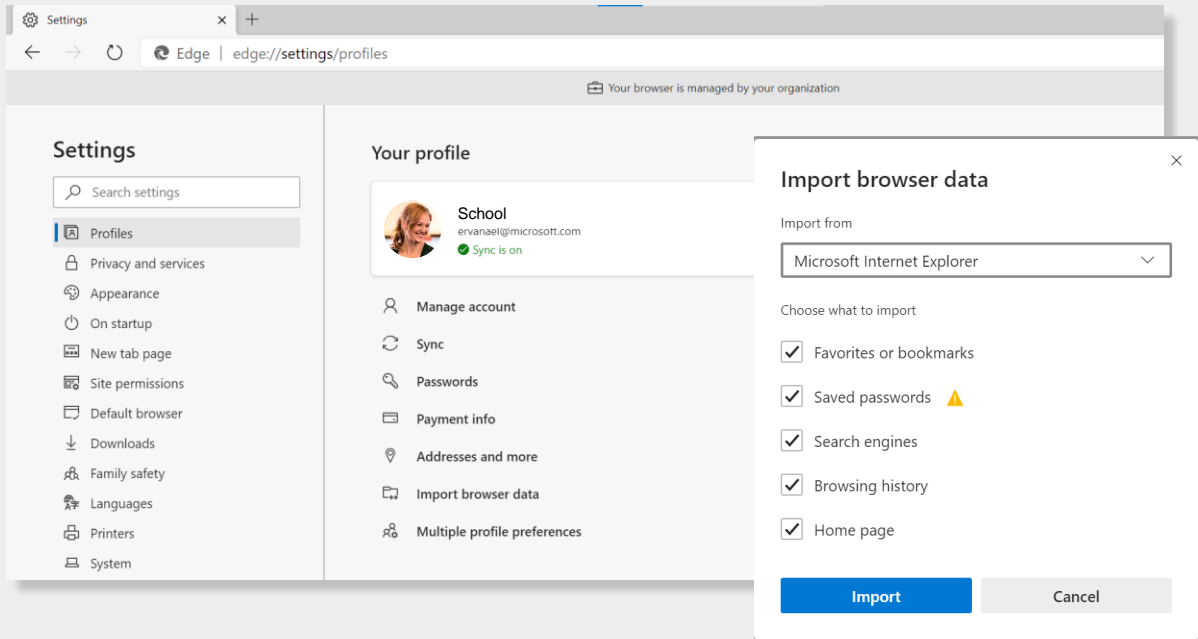 Settings
Edge | edge://settings/profiles
Your browser is managed by your organization
Settings
Search settings
Profiles
Privacy and services
Appearance
On startup
New tab page
Site permissions
Default browser
Downloads
Family safety
Languages
Printers
System
Your profile
School
ervanael@microsoft.com
Sync is on
Manage account
Sync
Passwords
Payment info
Addresses and more
Import browser data
Multiple profile preferences
Import browser data
Import from
Microsoft Internet Explorer
Choose what to import
Favorites or bookmarks
Saved passwords
Search engines
Browsing history
Home page
Import
Cancel